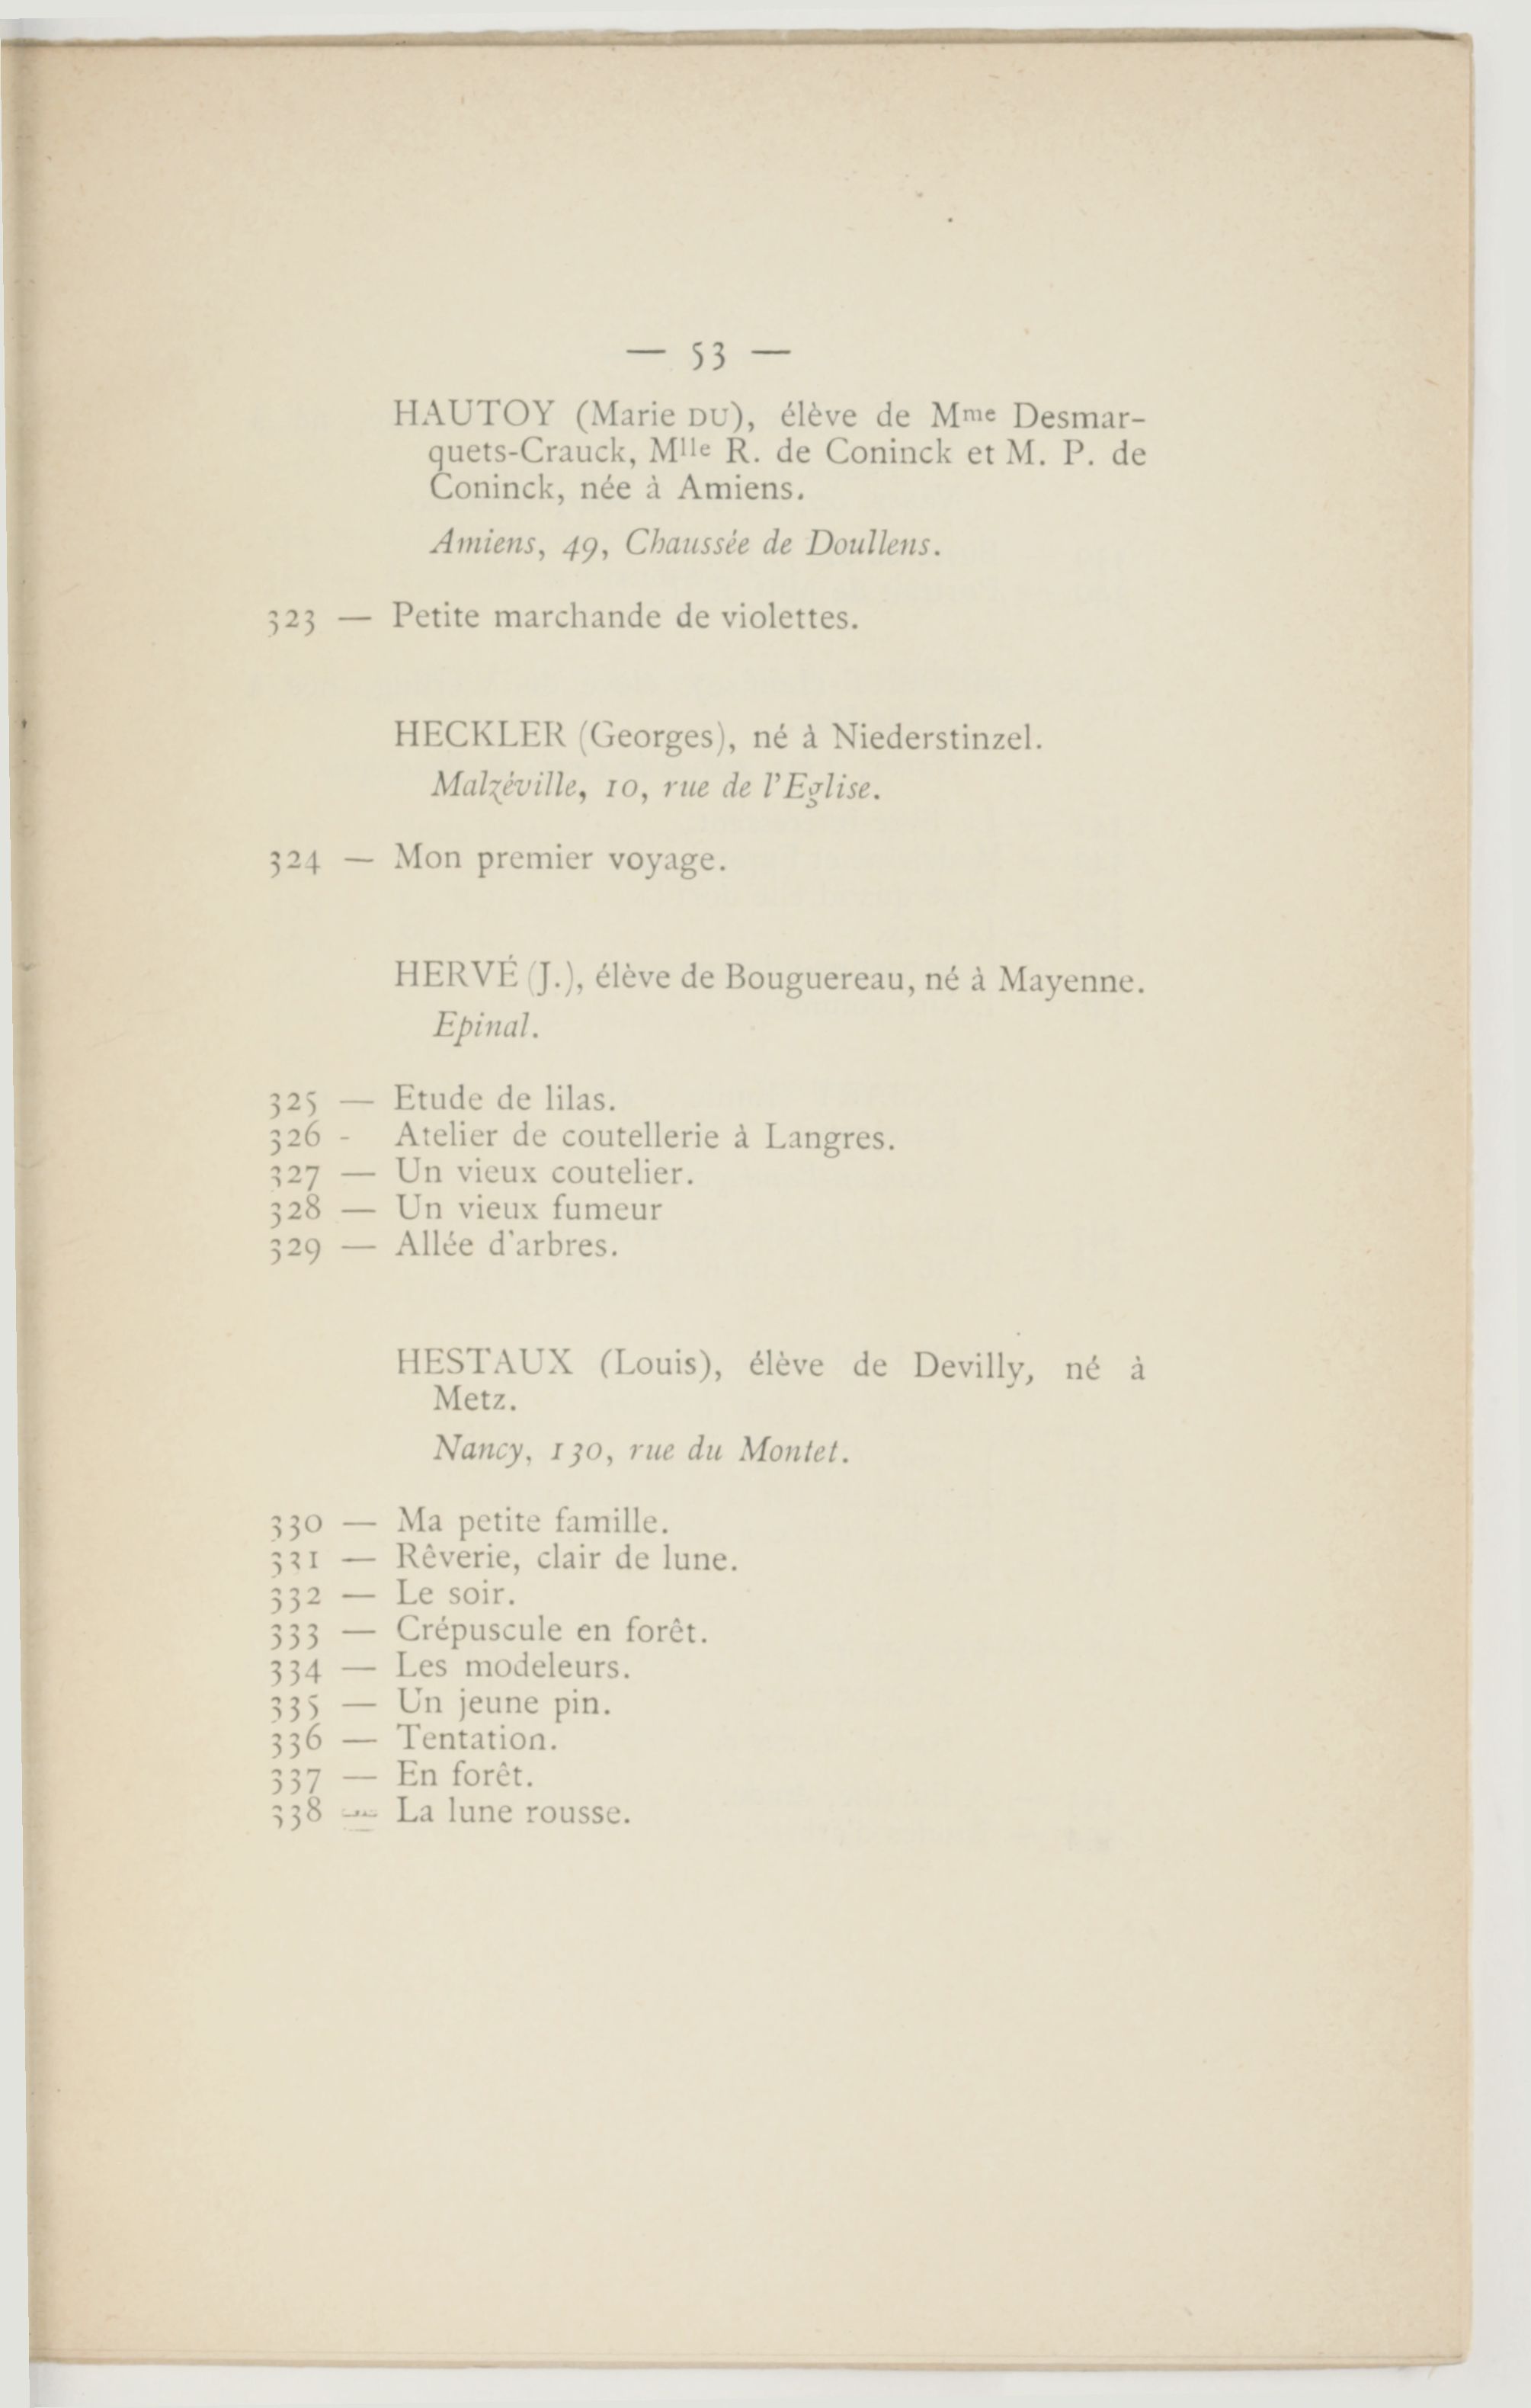 — 53 —
HAUTOY (Marie DU), élève de Mme Desmar-
quets-Crauck, Mlle R. de Coninck et M. P. de
Coninck, née à Amiens.
Amiens, 49, Chaussée de Doullens.
323 — Petite marchande de violettes.
HECKLER (Georges), né à Niederstinzel.
Malzéville, 10, rue de l'Eglise.
324 — Mon premier voyage.
HERVÉ (J.), élève de Bouguereau, né à Mayenne.
Epinal.
325 — Etude de lilas.
326 - Atelier de coutellerie à Langres.
327 — Un vieux coutelier.
328 — Un vieux fumeur
329 — Allée d'arbres.
HESTAUX (Louis), élève de Devilly, né à
Metz.
Nancy, 130, rue du Montet.
330 — Ma petite famille.
331 — Rêverie, clair de lune.
332 — Le soir.
333 — Crépuscule en forêt.
334 — Les modeleurs.
335 — Un jeune pin.
336 — Tentation.
337 — En forêt.
338 — La lune rousse.